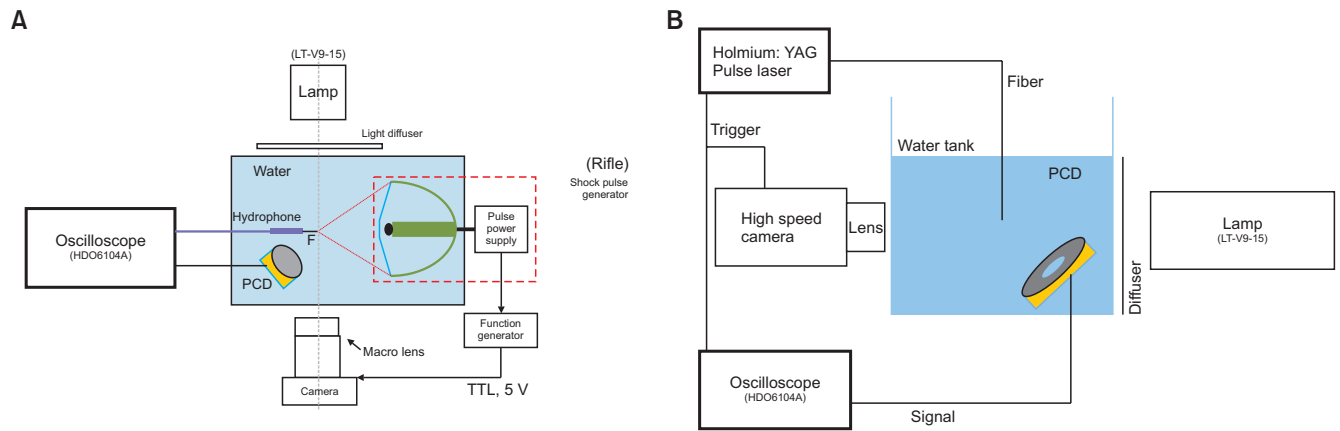 A
(LT-V9-15)
Lamp
Light diffuser
Water
(Rifle)
Shock pulse
generator
Hydrophone
F
Pulse
power
supply
Oscilloscope
(HDO6104A)
PCD
Function
generator
Macro lens
Camera
TTL, 5 V
B
Holmium: YAG
Pulse laser
Fiber
Trigger
Water tank
PCD
High speed
camera
Lens
Lamp
(LT-V9-15)
Diffuser
Oscilloscope
(HDO6104A)
Signal